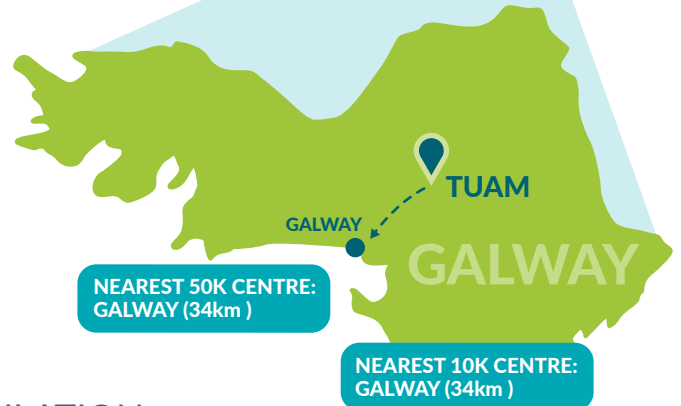 TUAM
GALWAY
GALWAY
NEAREST 50K CENTRE:
GALWAY (34km )
NEAREST 10K CENTRE:
GALWAY (34km )